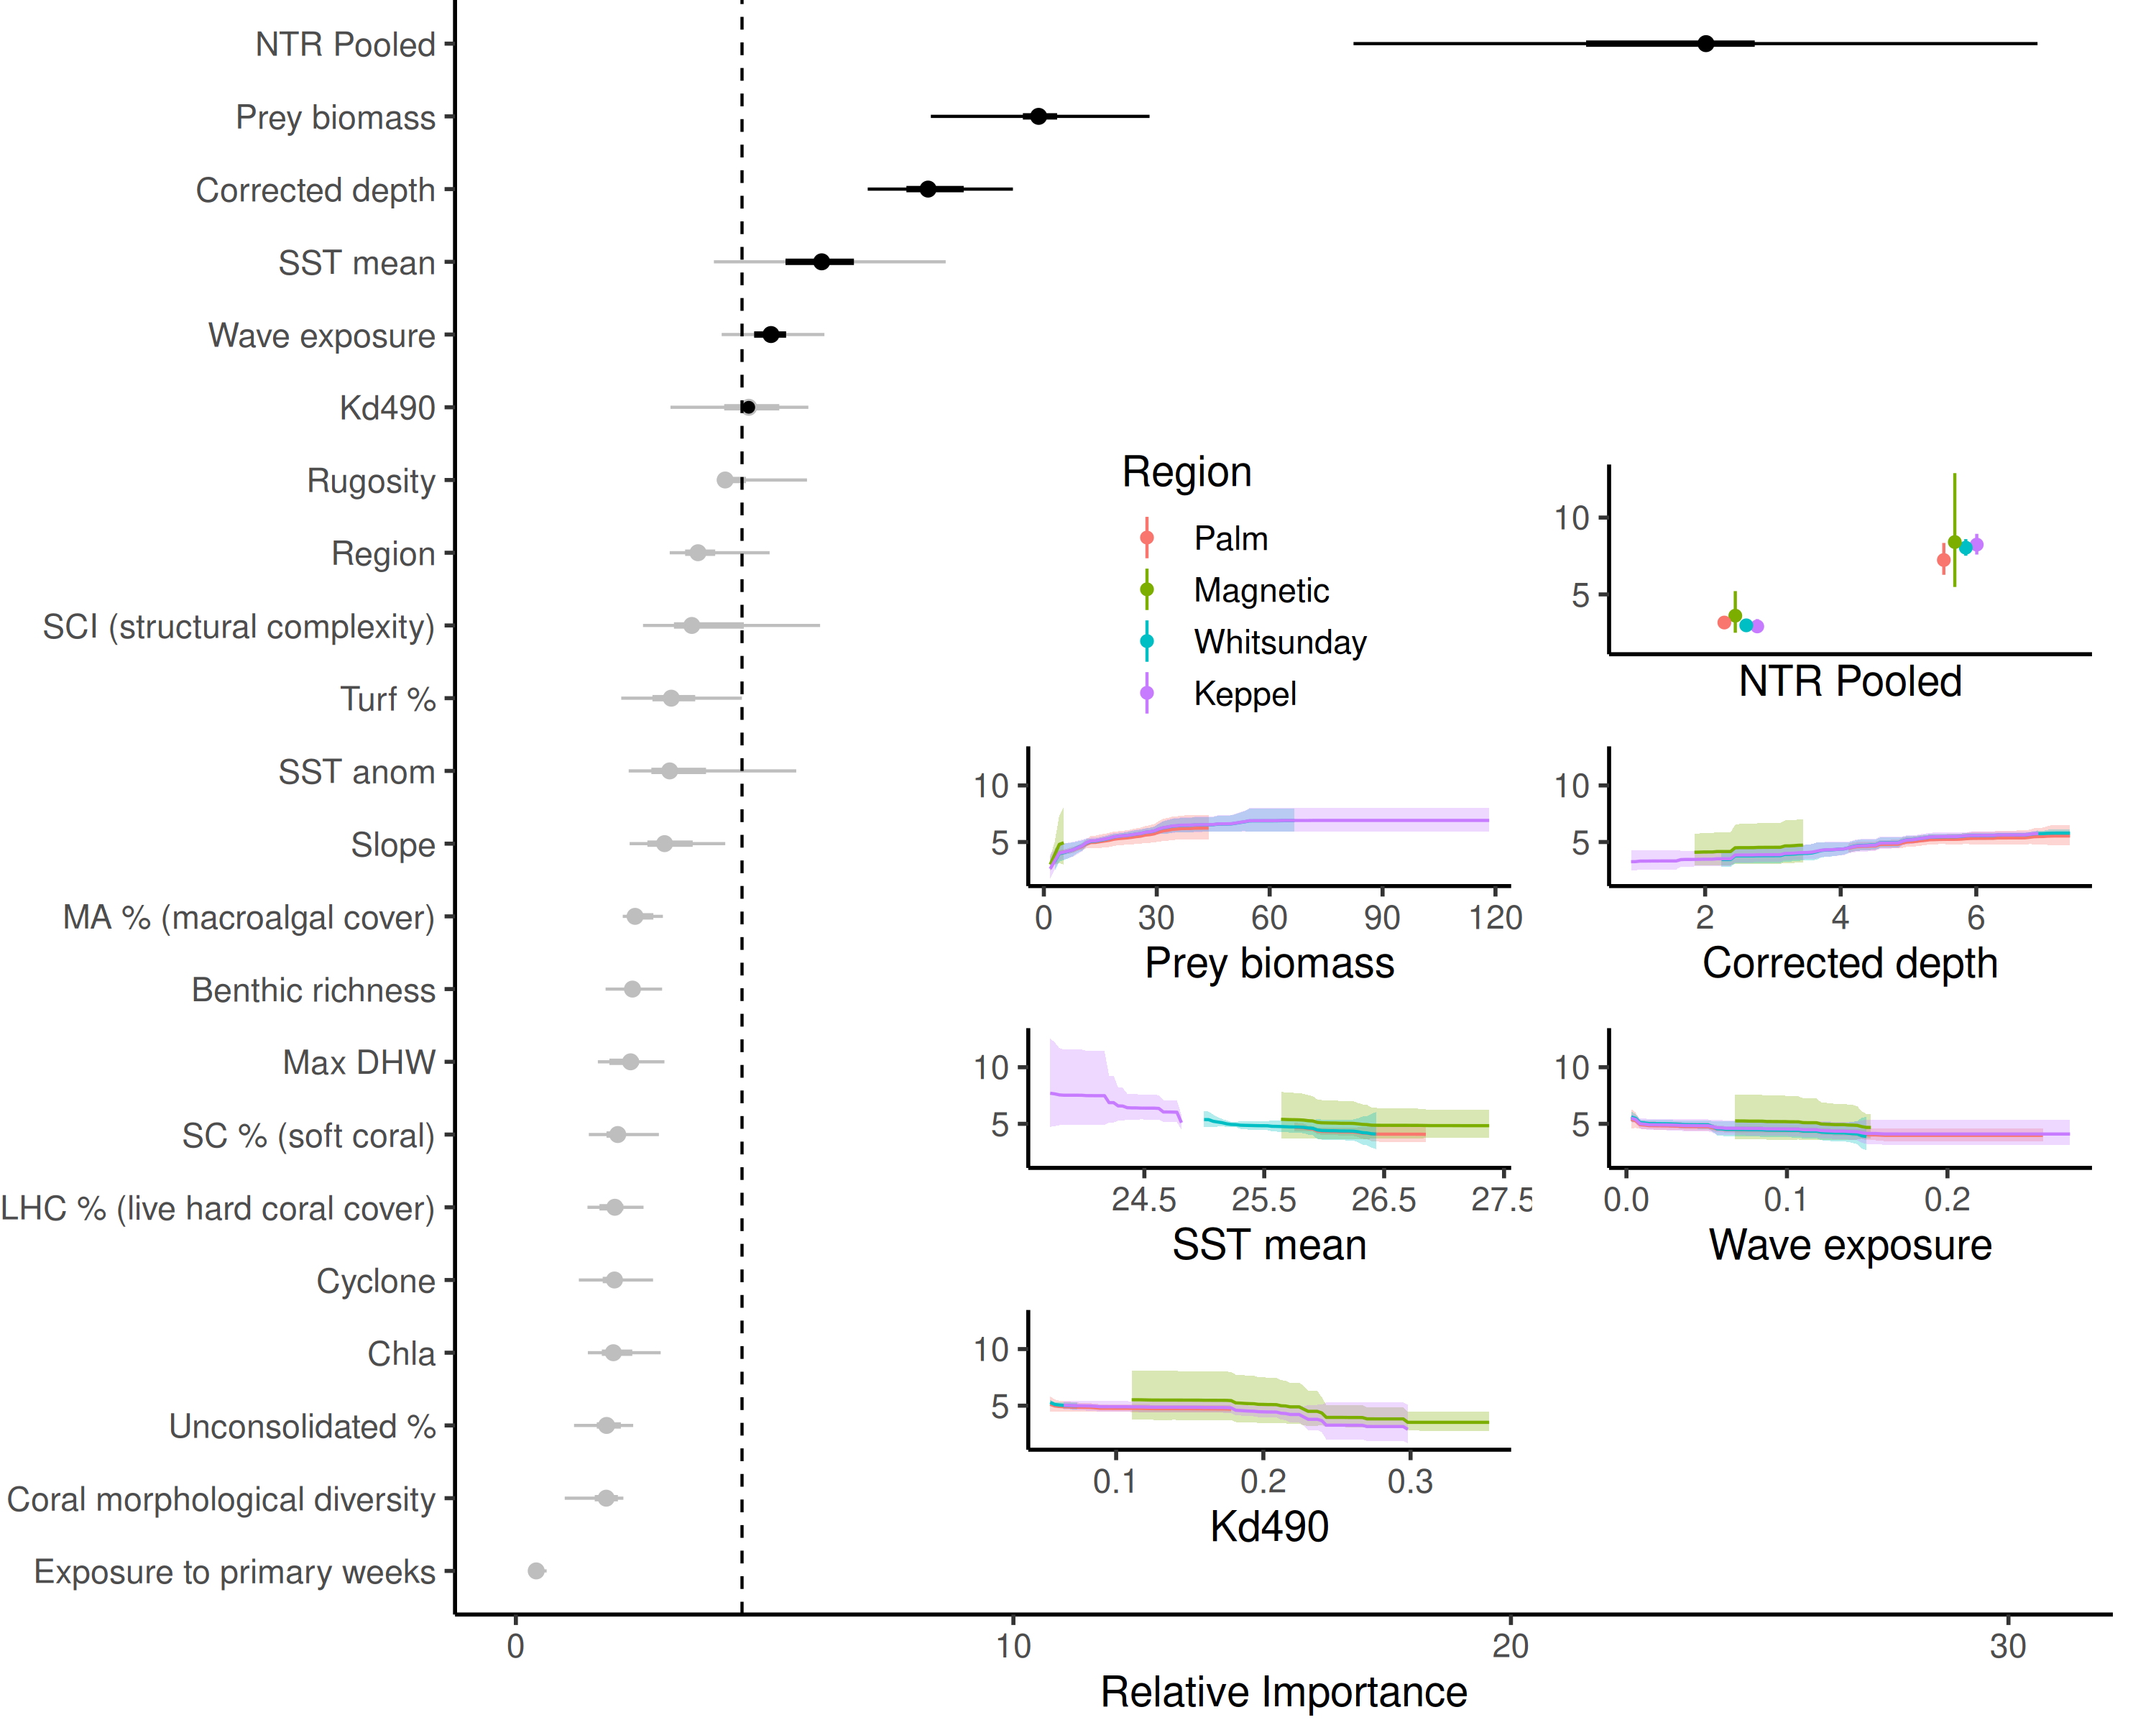 NTR Pooled
Prey biomass
Corrected depth
SST mean
Wave exposure
Kd490
Rugosity
Region
SCI (structural complexity)
Turf %
SST anom
Slope
MA % (macroalgal cover)
Benthic richness
Max DHW
SC % (soft coral)
LHC % (live hard coral cover)
Cyclone
Chla
Unconsolidated %
Coral morphological diversity
Exposure to primary weeks
0 10 20 30
Relative Importance
Region
Palm
Magnetic
Whitsunday
Keppel
10
5
NTR Pooled
10
5
0 30 60 90 120
Prey biomass
10
5
2 4 6
Corrected depth
10
5
24.5 25.5 26.5 27.5
SST mean
10
5
0.0 0.1 0.2
Wave exposure
10
5
0.1 0.2 0.3
Kd490